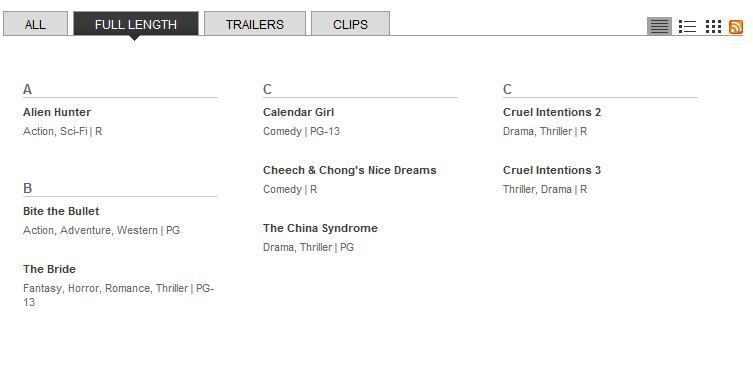 ALL
FULL LENGTH
TRAILERS
CLIPS
A
Alien Hunter
Action, Sci-Fi | R
B
Bite the Bullet
Action, Adventure, Western | PG
The Bride
Fantasy, Horror, Romance, Thriller | PG-
13
C
Calendar Girl
Comedy | PG-13
Cheech & Chong's Nice Dreams
Comedy | R
The China Syndrome
Drama, Thriller | PG
C
Cruel Intentions 2
Drama, Thriller | R
Cruel Intentions 3
Thriller, Drama | R